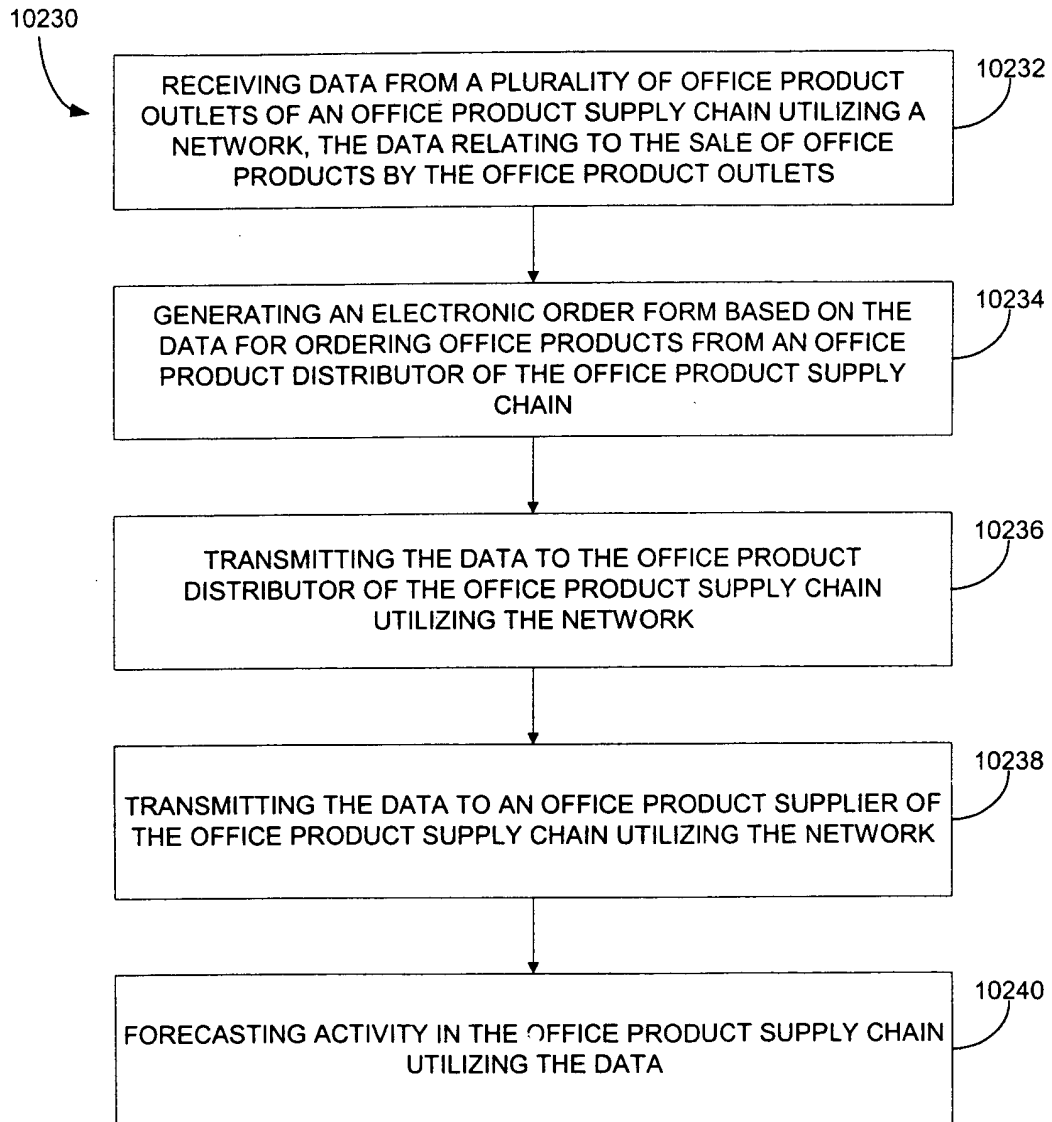 10230
RECEIVING DATA FROM A PLURALITY OF OFFICE PRODUCT
OUTLETS OF AN OFFICE PRODUCT SUPPLY CHAIN UTILIZING A
NETWORK, THE DATA RELATING TO THE SALE OF OFFICE
PRODUCTS BY THE OFFICE PRODUCT OUTLETS
10232
GENERATING AN ELECTRONIC ORDER FORM BASED ON THE
DATA FOR ORDERING OFFICE PRODUCTS FROM AN OFFICE
PRODUCT DISTRIBUTOR OF THE OFFICE PRODUCT SUPPLY
CHAIN
10234
TRANSMITTING THE DATA TO THE OFFICE PRODUCT
DISTRIBUTOR OF THE OFFICE PRODUCT SUPPLY CHAIN
UTILIZING THE NETWORK
10236
TRANSMITTING THE DATA TO AN OFFICE PRODUCT SUPPLIER OF
THE OFFICE PRODUCT SUPPLY CHAIN UTILIZING THE NETWORK
10238
FORECASTING ACTIVITY IN THE OFFICE PRODUCT SUPPLY CHAIN
UTILIZING THE DATA
10240